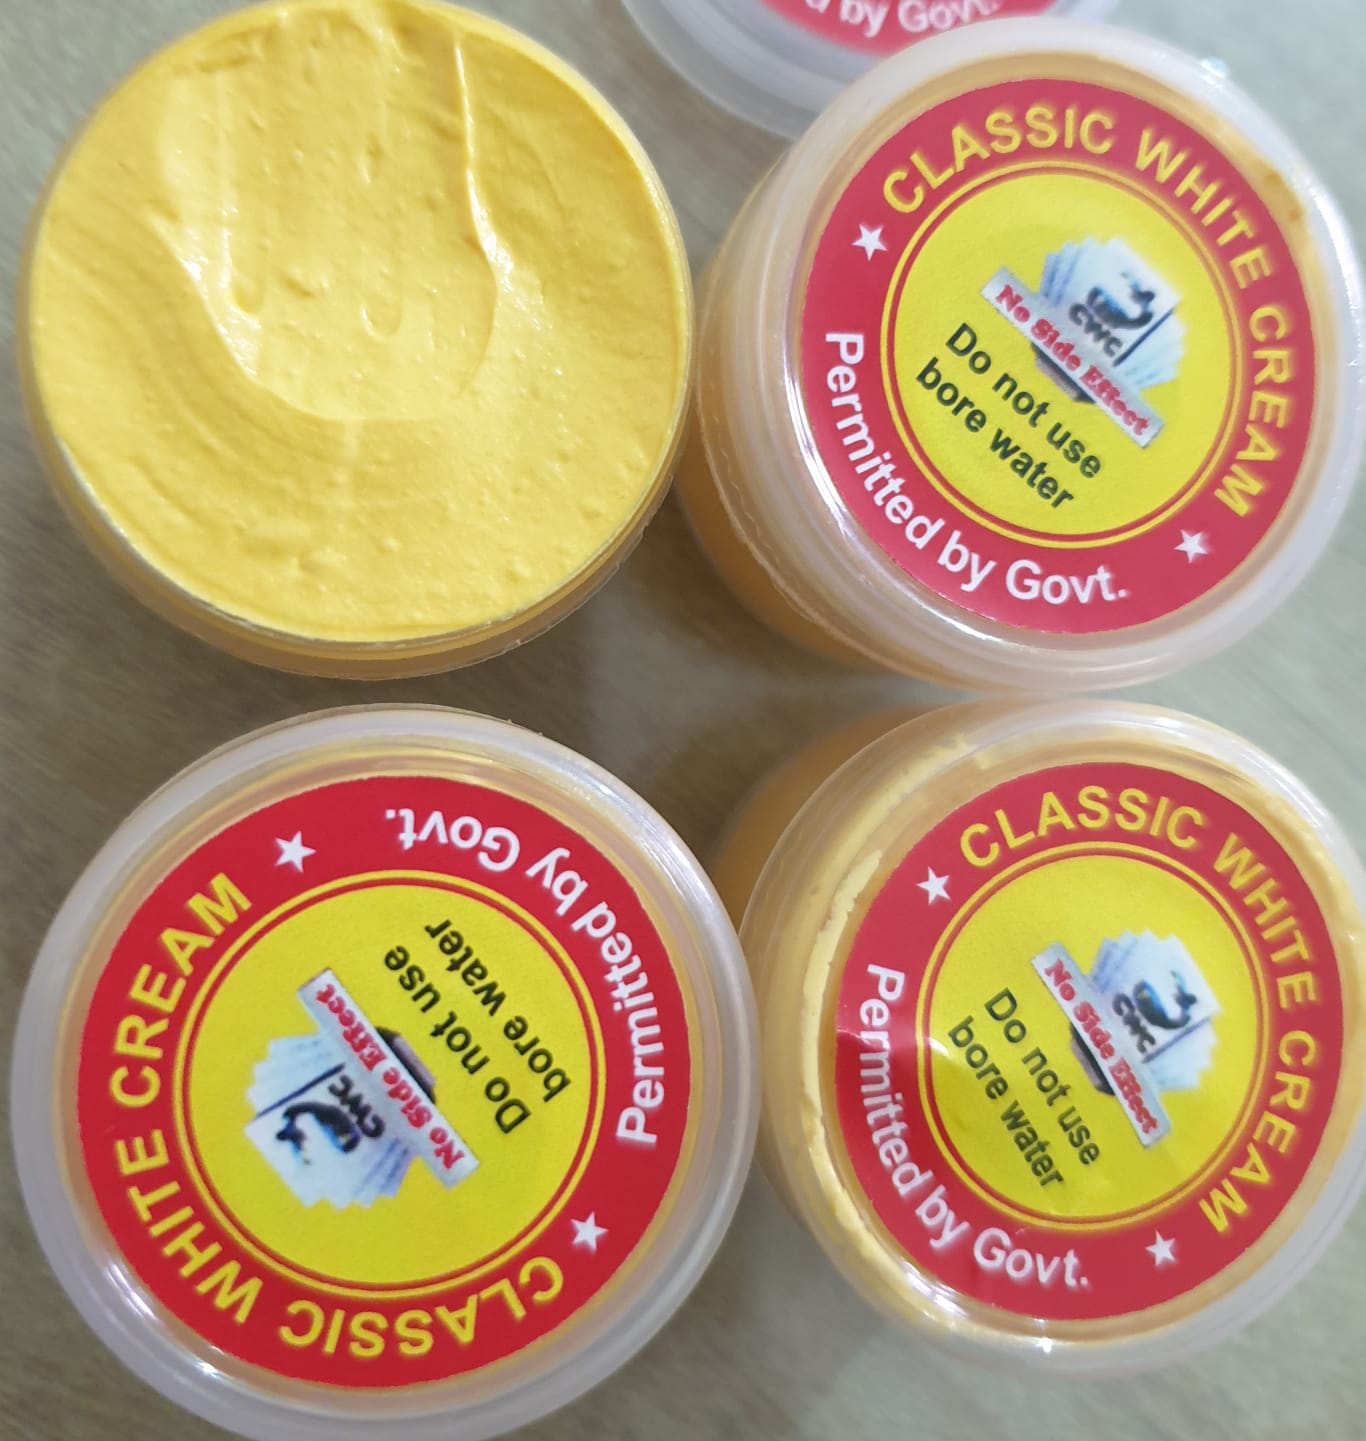 d by Govt.
CLASSIC WHITE CREAM
CWC
No Side Effect
Do not use
bore water
Permitted by Govt.
CLASSIC WHITE CREAM
CWC
No Side Effect
Do not use
bore water
Permitted by Govt.
CLASSIC WHITE CREAM
CWC
No Side Effect
Do not use
bore water
Permitted by Govt.